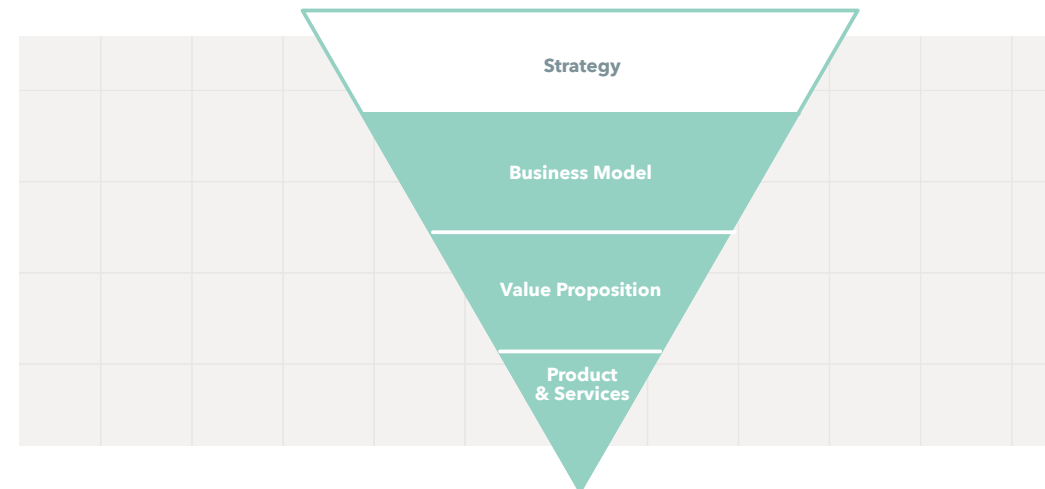 Strategy
Business Model
Value Proposition
Product
& Services